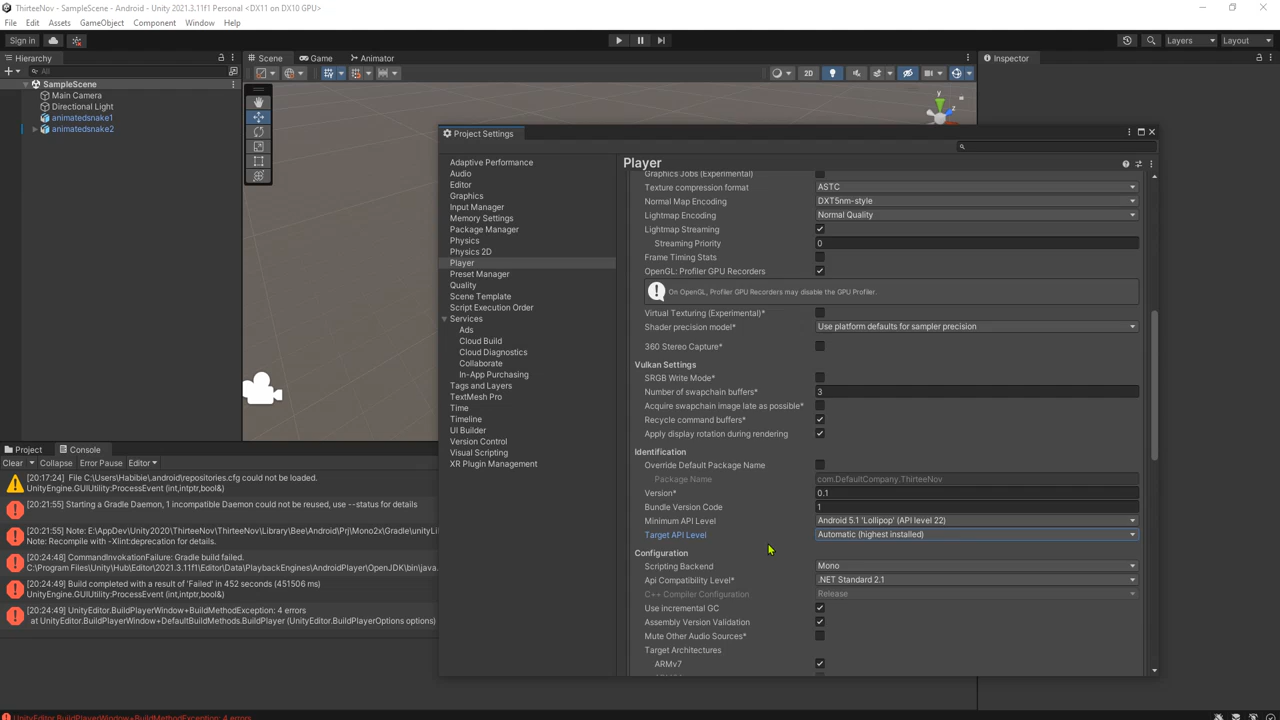 ThirteeNov - SampleScene - Android - Unity 2021.3.11f1 Personal <DX11 on DX10 GPU>
File Edit Assets GameObject Component Window Help
Sign in Layers Layout
Hierarchy Scene Game Animator Inspector
All 2D
SampleScene
Main Camera
Directional Light
animatedsnake1
animatedsnake2
y
z
Project Settings
Adaptive Performance
Audio
Editor
Graphics
Input Manager
Memory Settings
Package Manager
Physics
Physics 2D
Player
Preset Manager
Quality
Scene Template
Script Execution Order
Services
Ads
Cloud Build
Cloud Diagnostics
Collaborate
In-App Purchasing
Tags and Layers
TextMesh Pro
Time
Timeline
UI Builder
Version Control
Visual Scripting
XR Plugin Management
Player
Graphics Jobs (Experimental)
Texture compression format ASTC
Normal Map Encoding DXT5nm-style
Lightmap Encoding Normal Quality
Lightmap Streaming
Streaming Priority 0
Frame Timing Stats
OpenGL: Profiler GPU Recorders
On OpenGL, Profiler GPU Recorders may disable the GPU Profiler.
Virtual Texturing (Experimental)*
Shader precision model* Use platform defaults for sampler precision
360 Stereo Capture*
Vulkan Settings
SRGB Write Mode*
Number of swapchain buffers* 3
Acquire swapchain image late as possible*
Recycle command buffers*
Apply display rotation during rendering
Identification
Override Default Package Name
Package Name com.DefaultCompany.ThirteeNov
Version* 0.1
Bundle Version Code 1
Minimum API Level Android 5.1 'Lollipop' (API level 22)
Target API Level Automatic (highest installed)
Configuration
Scripting Backend Mono
Api Compatibility Level* .NET Standard 2.1
C++ Compiler Configuration Release
Use incremental GC
Assembly Version Validation
Mute Other Audio Sources*
Target Architectures
ARMv7
Project Console
Clear Collapse Error Pause Editor
[20:17:24] File C:\Users\Habibie\.android\repositories.cfg could not be loaded.
UnityEngine.GUIUtility:ProcessEvent (int,intptr,bool&)
[20:21:55] Starting a Gradle Daemon, 1 incompatible Daemon could not be reused, use --status for details
[20:21:55] Note: E:\AppDev\Unity2020\ThirteeNov\Library\Bee\Android\Prj\Mono2x\Gradle\unityLi
Note: Recompile with -Xlint:deprecation for details.
[20:24:48] CommandInvokationFailure: Gradle build failed.
C:\Program Files\Unity\Hub\Editor\2021.3.11f1\Editor\Data\PlaybackEngines\AndroidPlayer\OpenJDK\bin\java.
[20:24:49] Build completed with a result of 'Failed' in 452 seconds (451506 ms)
UnityEngine.GUIUtility:ProcessEvent (int,intptr,bool&)
[20:24:49] UnityEditor.BuildPlayerWindow+BuildMethodException: 4 errors
at UnityEditor.BuildPlayerWindow+DefaultBuildMethods.BuildPlayer (UnityEditor.BuildPlayerOptions options)
UnityEditor.BuildPlayerWindow+BuildMethodException: 4 errors